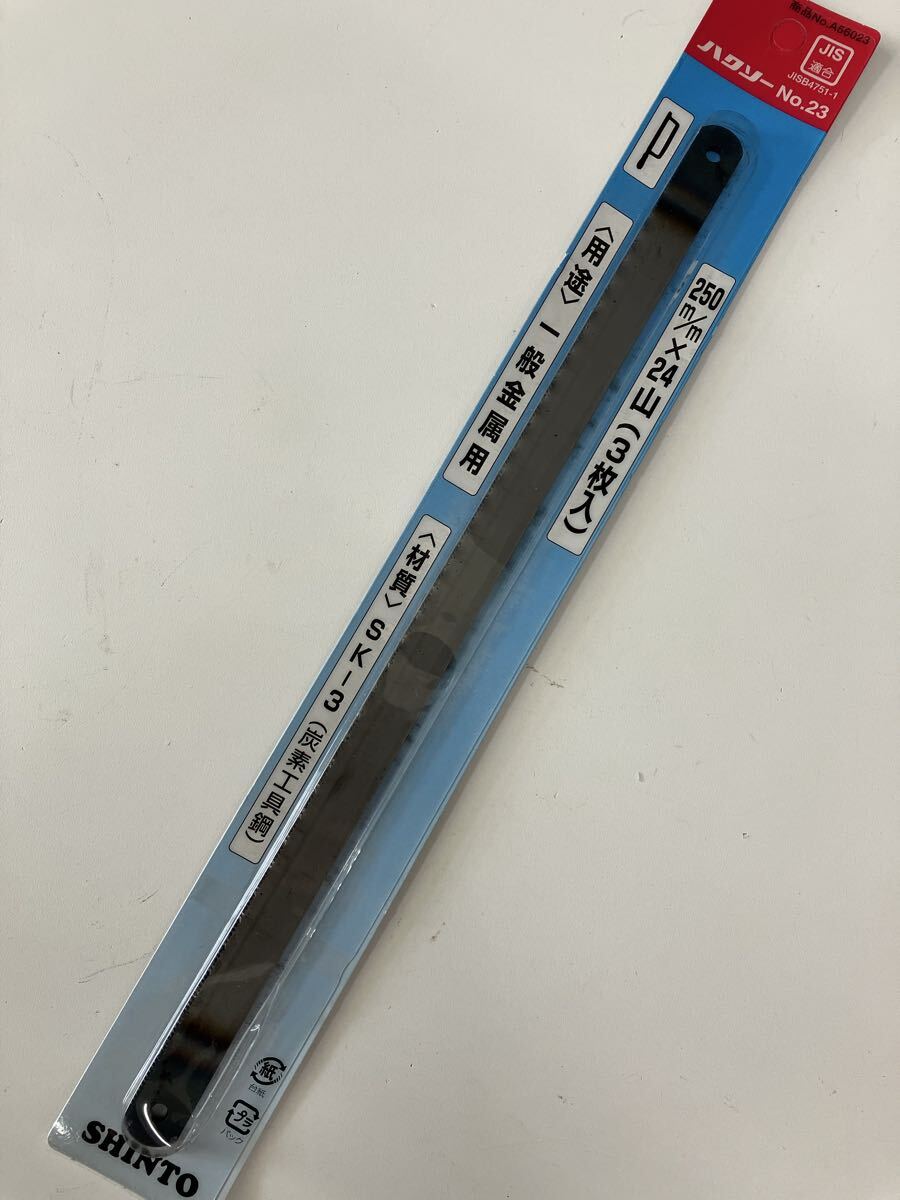 商品No.A56023
JIS
適合
JISB4751-1
ハクソー No.23
250m/m×24山(3枚入)
〈用途〉一般金属用
〈材質〉SK-3(炭素工具鋼)
紙
台紙
プラ
パック
SHINTO